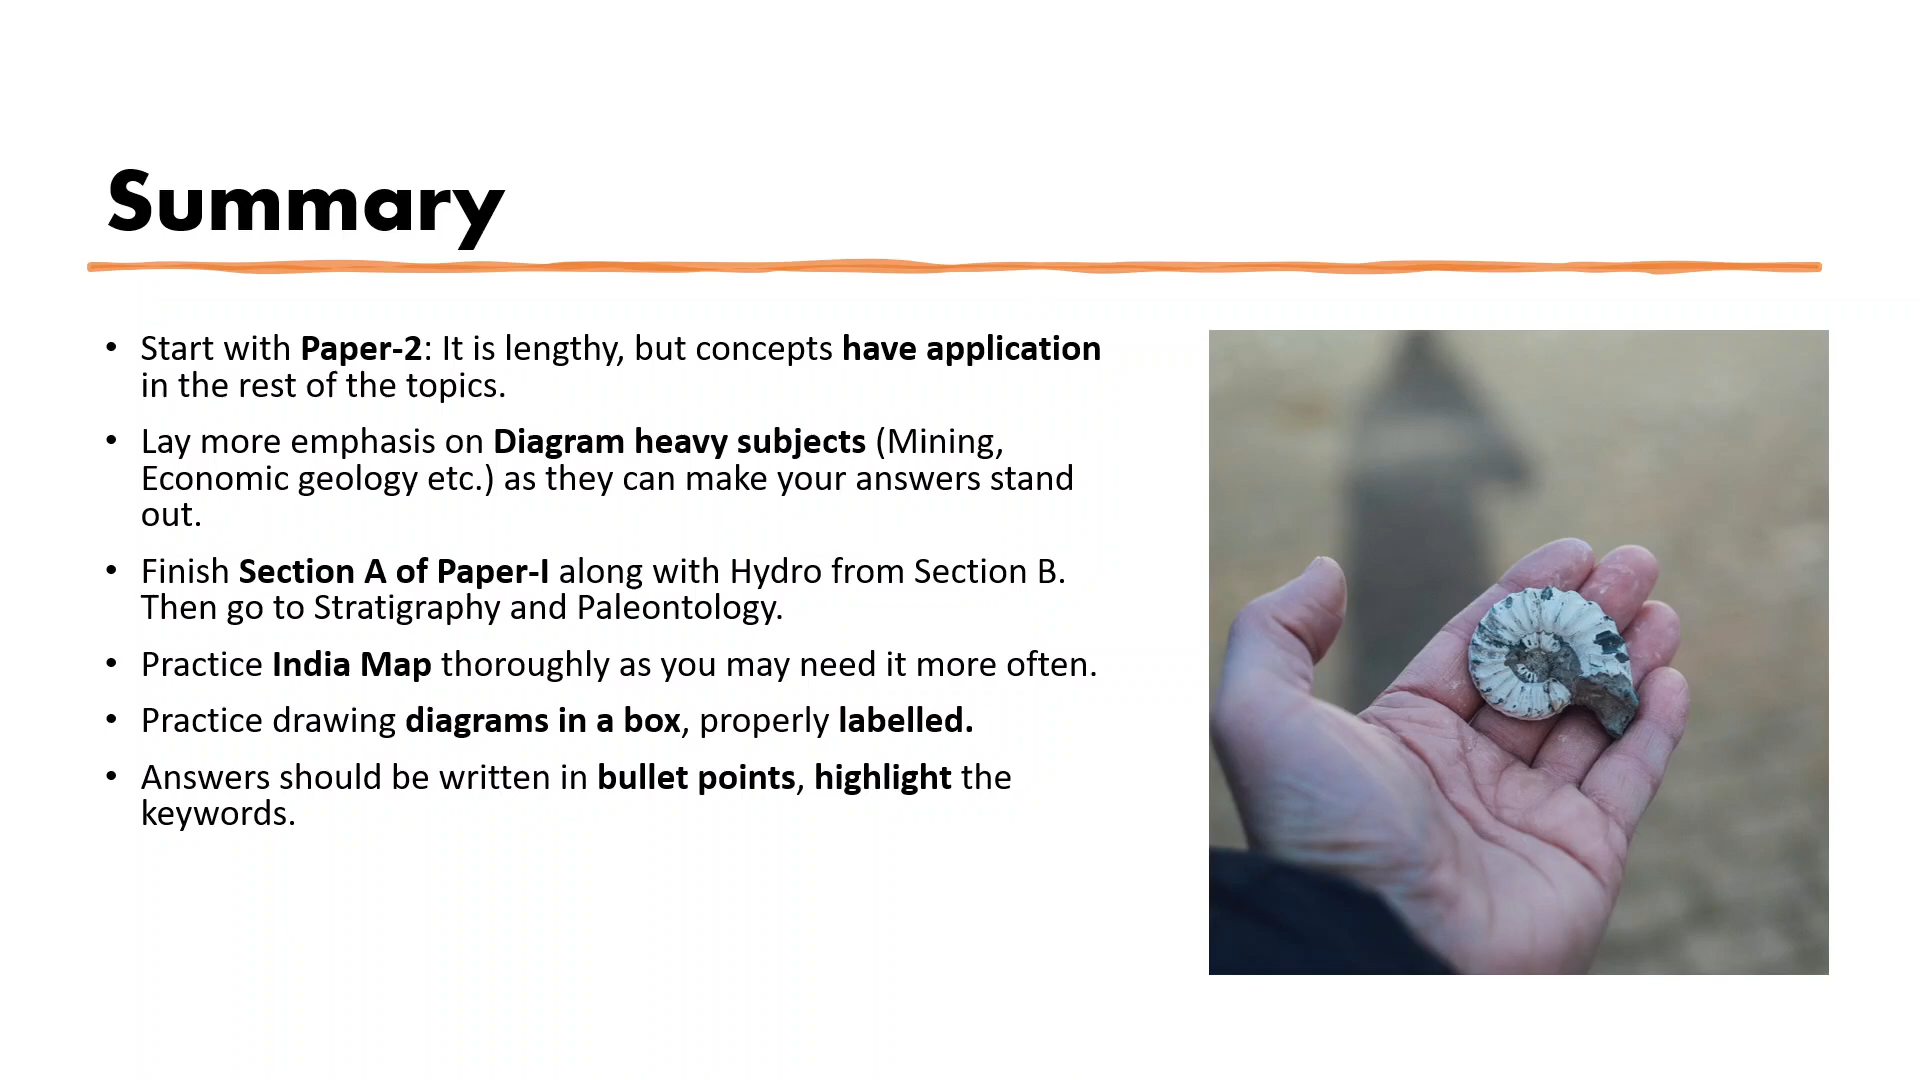 Summary
• Start with Paper-2: It is lengthy, but concepts have application
in the rest of the topics.
• Lay more emphasis on Diagram heavy subjects (Mining,
Economic geology etc.) as they can make your answers stand
out.
• Finish Section A of Paper-I along with Hydro from Section B.
Then go to Stratigraphy and Paleontology.
• Practice India Map thoroughly as you may need it more often.
• Practice drawing diagrams in a box, properly labelled.
• Answers should be written in bullet points, highlight the
keywords.